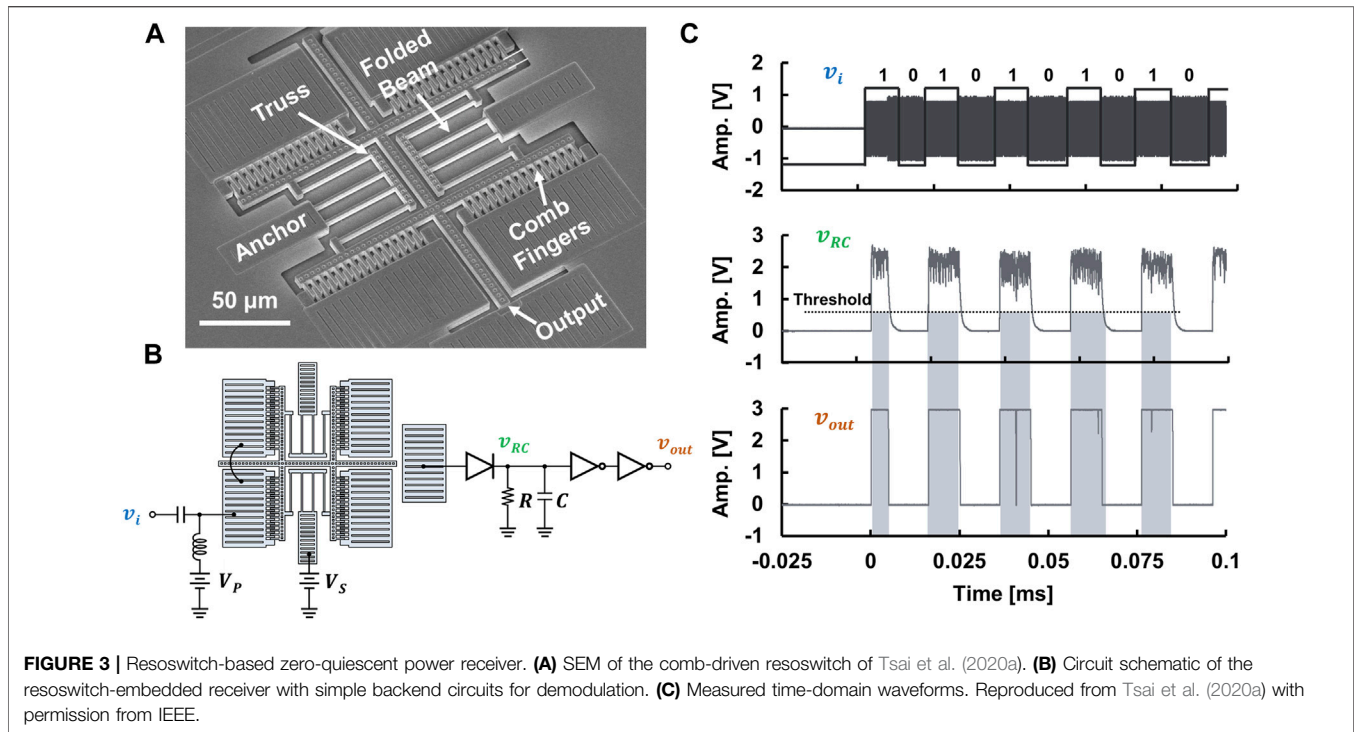 A
Folded
Beam
Truss
Anchor
Comb
Fingers
50 μm
Output
B
v_i
V_P
V_S
v_RC
R
C
v_out
C
v_i
1 0 1 0 1 0 1 0 1 0
Amp. [V]
2
1
0
-1
-2
v_RC
Amp. [V]
3
2
1
0
-1
Threshold
v_out
Amp. [V]
3
2
1
0
-1
-0.025 0 0.025 0.05 0.075 0.1
Time [ms]
FIGURE 3 | Resoswitch-based zero-quiescent power receiver. (A) SEM of the comb-driven resoswitch of Tsai et al. (2020a). (B) Circuit schematic of the
resoswitch-embedded receiver with simple backend circuits for demodulation. (C) Measured time-domain waveforms. Reproduced from Tsai et al. (2020a) with
permission from IEEE.